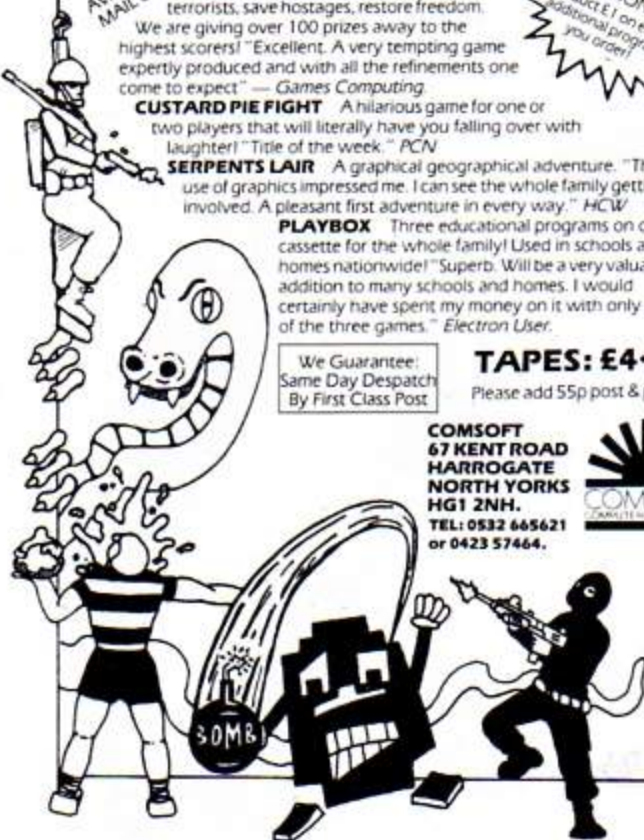 MAIL
terrorists, save hostages, restore freedom.
We are giving over 100 prizes away to the
highest scorers! "Excellent. A very tempting game
expertly produced and with all the refinements one
come to expect" — Games Computing.
you order!
CUSTARD PIE FIGHT A hilarious game for one or
two players that will literally have you falling over with
laughter! "Title of the week." PCN
SERPENTS LAIR A graphical geographical adventure.
use of graphics impressed me. I can see the whole family
involved. A pleasant first adventure in every way." HCW
PLAYBOX Three educational programs on
cassette for the whole family! Used in schools
homes nationwide! "Superb. Will be a very
addition to many schools and homes. I would
certainly have spent my money on it with only
of the three games." Electron User.
We Guarantee:
Same Day Despatch
By First Class Post
TAPES: £4
Please add 55p post &
COMSOFT
67 KENT ROAD
HARROGATE
NORTH YORKS
HG1 2NH.
TEL: 0532 665621
or 0423 57464.
COM
BOMB